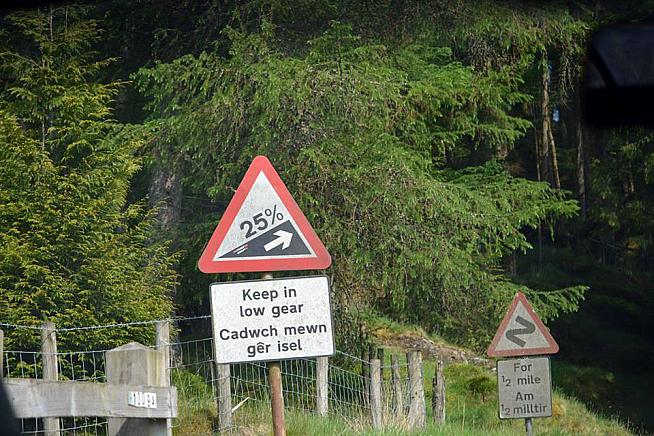 25%
Keep in
low gear
Cadwch mewn
gêr isel
For
½ mile
Am
½ milltir